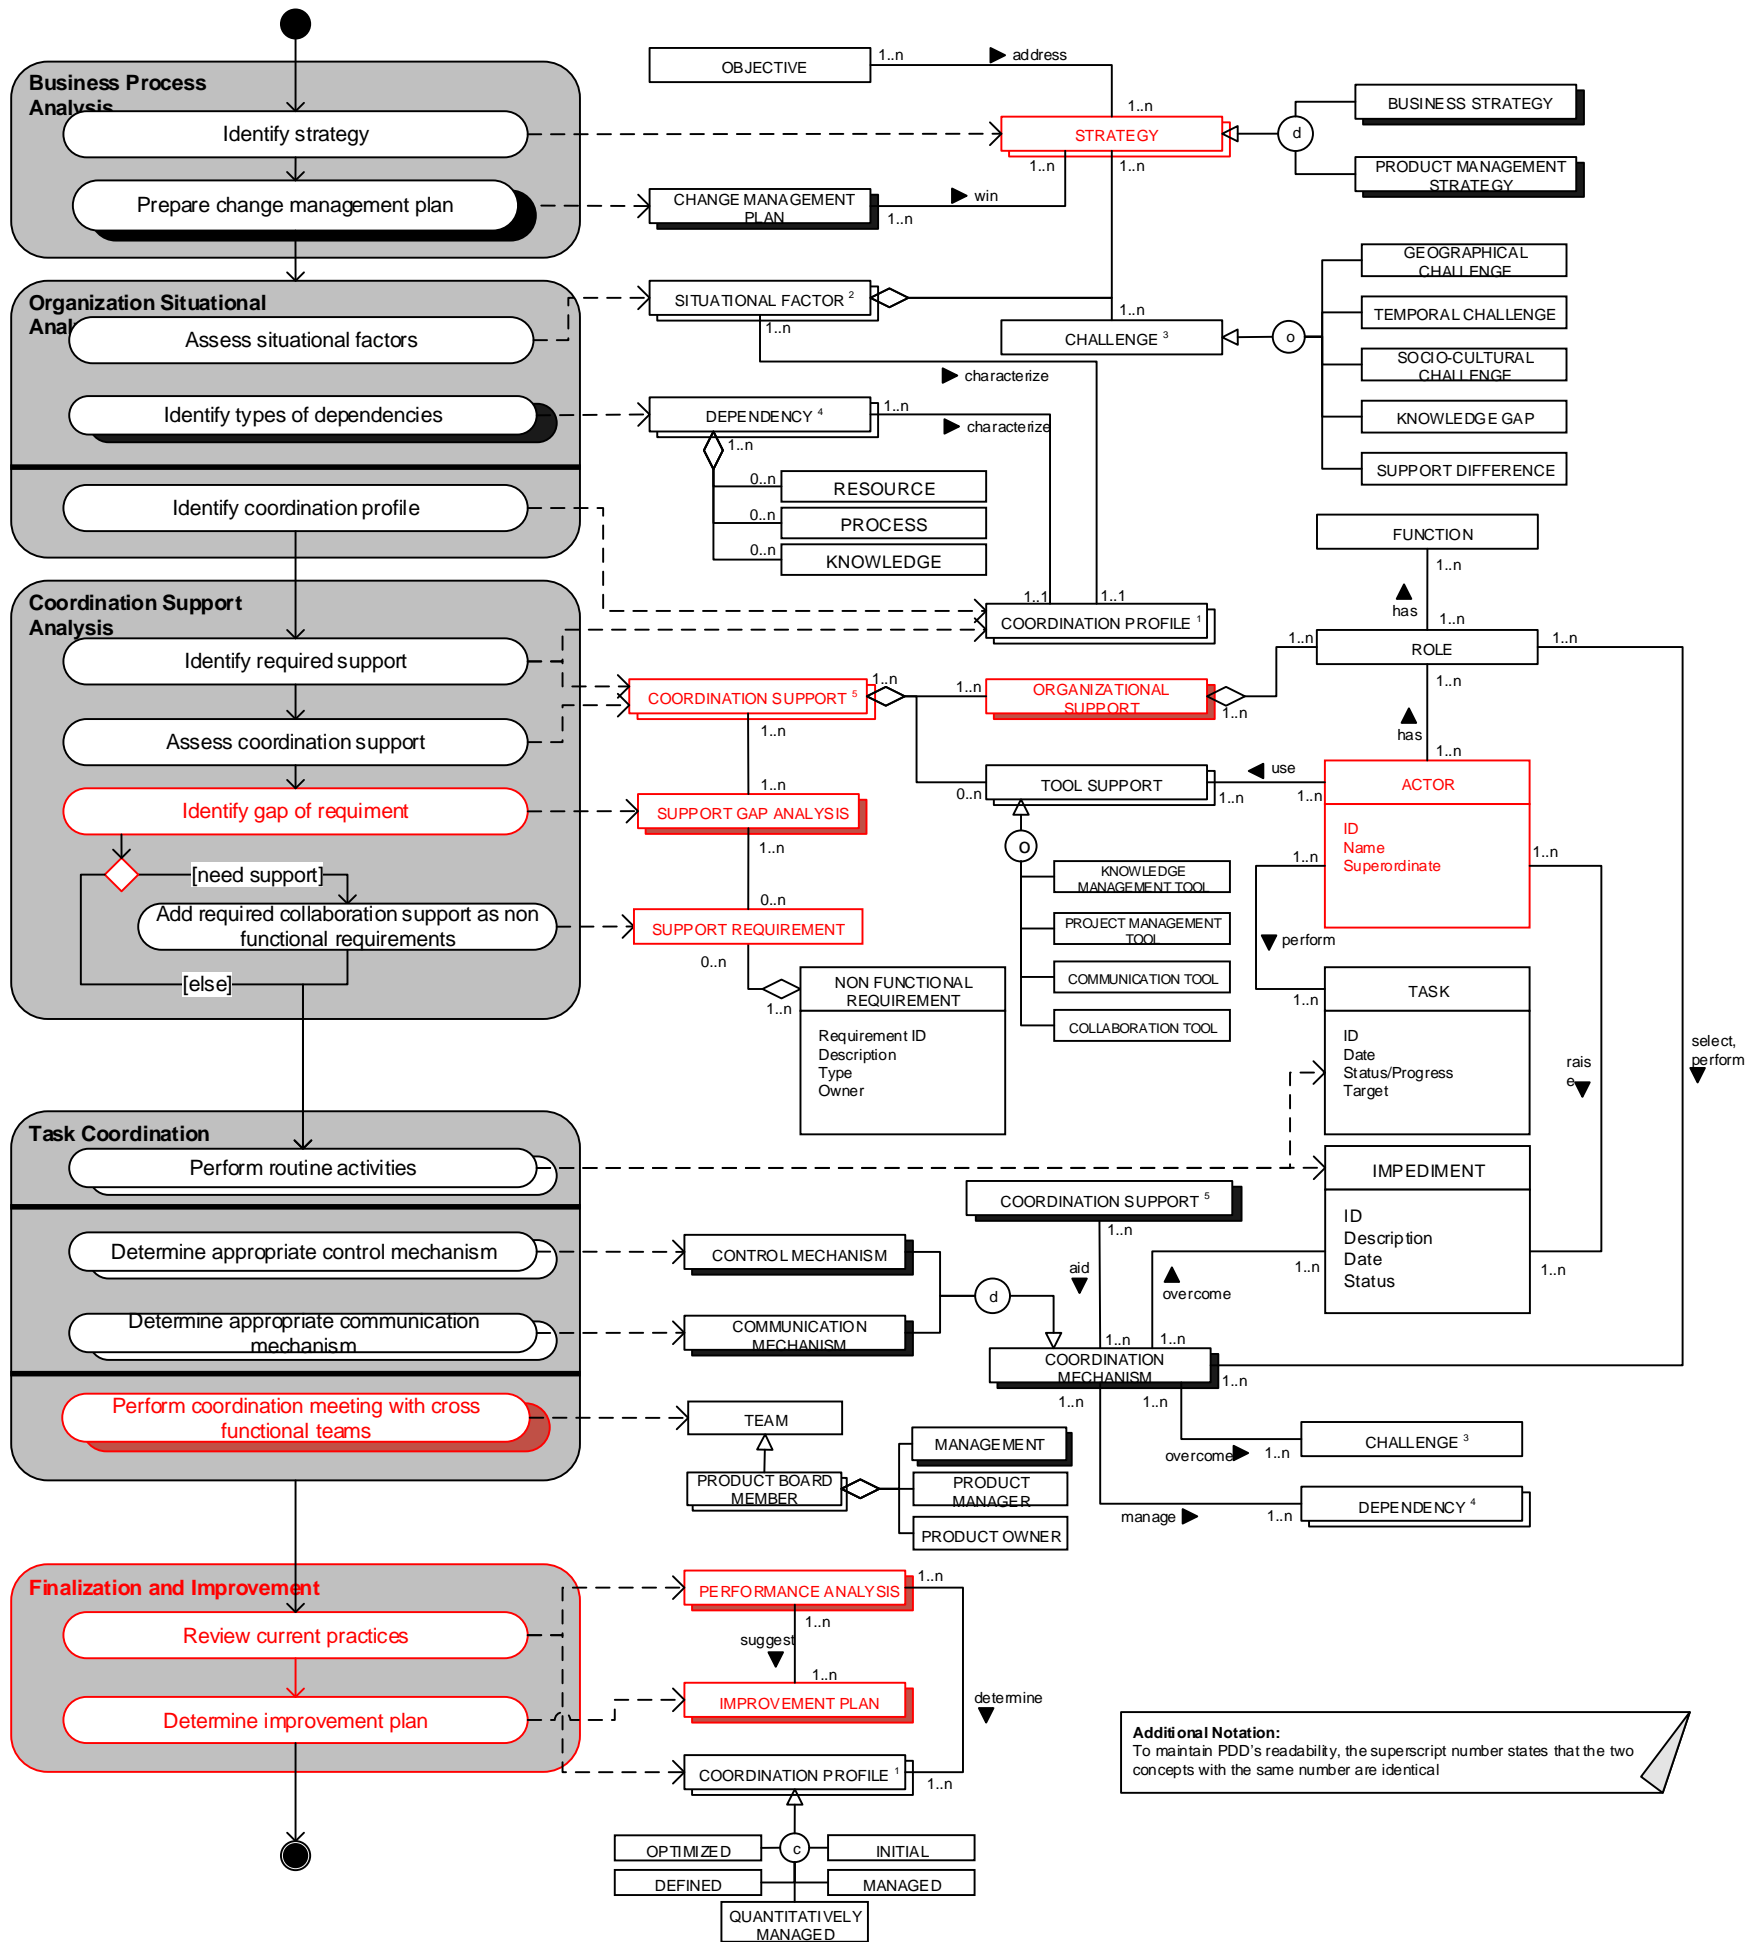 Business Process
Analysis
Identify strategy
Prepare change management plan
Organization Situational
Analysis
Assess situational factors
Identify types of dependencies
Identify coordination profile
Coordination Support
Analysis
Identify required support
Assess coordination support
Identify gap of requiment
[need support]
Add required collaboration support as non
functional requirements
[else]
Task Coordination
Perform routine activities
Determine appropriate control mechanism
Determine appropriate communication
mechanism
Perform coordination meeting with cross
functional teams
Finalization and Improvement
Review current practices
Determine improvement plan
OBJECTIVE
1..n
address
1..n
STRATEGY
1..n
1..n
d
BUSINESS STRATEGY
PRODUCT MANAGEMENT
STRATEGY
CHANGE MANAGEMENT
PLAN
win
1..n
SITUATIONAL FACTOR 2
1..n
1..n
CHALLENGE 3
o
GEOGRAPHICAL
CHALLENGE
TEMPORAL CHALLENGE
SOCIO-CULTURAL
CHALLENGE
KNOWLEDGE GAP
SUPPORT DIFFERENCE
characterize
DEPENDENCY 4
1..n
characterize
1..n
0..n
RESOURCE
0..n
PROCESS
0..n
KNOWLEDGE
1..1
1..1
COORDINATION PROFILE 1
FUNCTION
1..n
has
1..n
1..n
ROLE
1..n
1..n
has
1..n
COORDINATION SUPPORT 5
1..n
1..n
ORGANIZATIONAL
SUPPORT
1..n
1..n
TOOL SUPPORT
0..n
1..n
use
1..n
ACTOR
ID
Name
Superordinate
1..n
1..n
1..n
SUPPORT GAP ANALYSIS
1..n
o
KNOWLEDGE
MANAGEMENT TOOL
PROJECT MANAGEMENT
TOOL
COMMUNICATION TOOL
COLLABORATION TOOL
0..n
SUPPORT REQUIREMENT
0..n
1..n
NON FUNCTIONAL
REQUIREMENT
Requirement ID
Description
Type
Owner
perform
1..n
TASK
ID
Date
Status/Progress
Target
rais
e
select,
perform
IMPEDIMENT
ID
Description
Date
Status
1..n
1..n
COORDINATION SUPPORT 5
1..n
aid
overcome
CONTROL MECHANISM
COMMUNICATION
MECHANISM
d
1..n
1..n
COORDINATION
MECHANISM
1..n
1..n
1..n
overcome
1..n
CHALLENGE 3
manage
1..n
DEPENDENCY 4
TEAM
PRODUCT BOARD
MEMBER
MANAGEMENT
PRODUCT
MANAGER
PRODUCT OWNER
PERFORMANCE ANALYSIS
1..n
1..n
suggest
1..n
IMPROVEMENT PLAN
determine
COORDINATION PROFILE 1
1..n
c
OPTIMIZED
INITIAL
DEFINED
MANAGED
QUANTITATIVELY
MANAGED
Additional Notation:
To maintain PDD's readability, the superscript number states that the two
concepts with the same number are identical